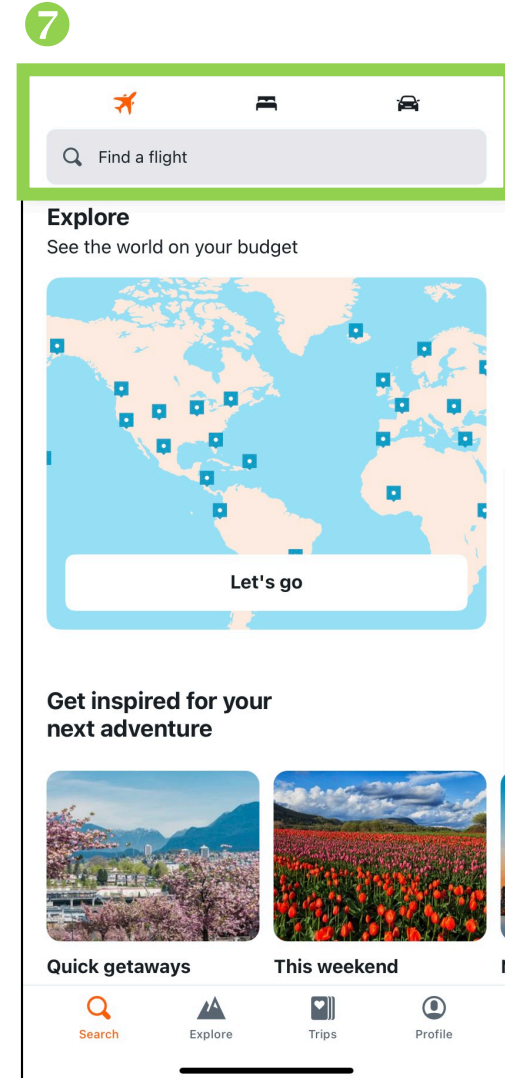 7
Find a flight
Explore
See the world on your budget
Let's go
Get inspired for your
next adventure
Quick getaways
This weekend
Search
Explore
Trips
Profile